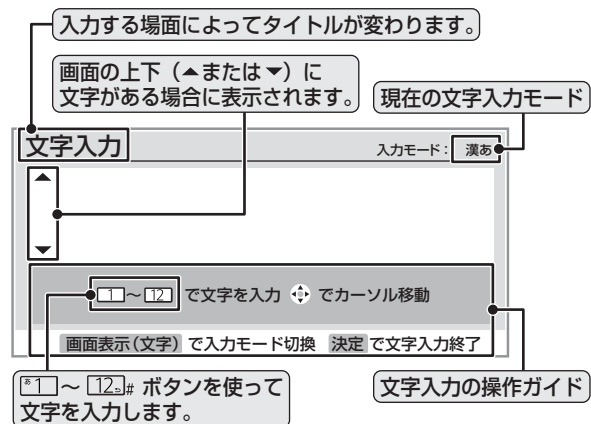 入力する場面によってタイトルが変わります。
画面の上下（▲または▼）に
文字がある場合に表示されます。
現在の文字入力モード
文字入力
入力モード： 漢あ
▲
▼
1～12 で文字を入力 でカーソル移動
画面表示（文字） で入力モード切換 決定 で文字入力終了
1～12# ボタンを使って
文字を入力します。
文字入力の操作ガイド